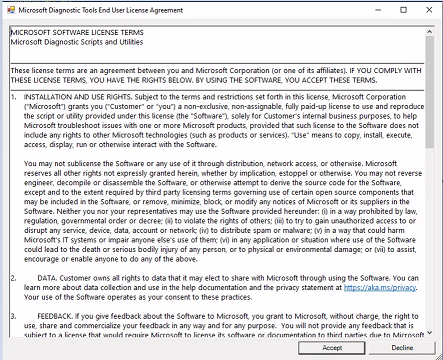 Microsoft Diagnostic Tools End User License Agreement
MICROSOFT SOFTWARE LICENSE TERMS
Microsoft Diagnostic Scripts and Utilities
These license terms are an agreement between you and Microsoft Corporation (or one of its affiliates). IF YOU COMPLY WITH
THESE LICENSE TERMS, YOU HAVE THE RIGHTS BELOW. BY USING THE SOFTWARE, YOU ACCEPT THESE TERMS.
1. INSTALLATION AND USE RIGHTS. Subject to the terms and restrictions set forth in this license, Microsoft Corporation
("Microsoft") grants you ("Customer" or "you") a non-exclusive, non-assignable, fully paid-up license to use and reproduce
the script or utility provided under this license (the "Software"), solely for Customer's internal business purposes, to help
Microsoft troubleshoot issues with one or more Microsoft products, provided that such license to the Software does not
include any rights to other Microsoft technologies (such as products or services). "Use" means to copy, install, execute,
access, display, run or otherwise interact with the Software.
You may not sublicense the Software or any use of it through distribution, network access, or otherwise. Microsoft
reserves all other rights not expressly granted herein, whether by implication, estoppel or otherwise. You may not reverse
engineer, decompile or disassemble the Software, or otherwise attempt to derive the source code for the Software,
except and to the extent required by third party licensing terms governing use of certain open source components that
may be included in the Software, or remove, minimize, block, or modify any notices of Microsoft or its suppliers in the
Software. Neither you nor your representatives may use the Software provided hereunder: (i) in a way prohibited by law,
regulation, governmental order or decree; (ii) to violate the rights of others; (iii) to try to gain unauthorized access to or
disrupt any service, device, data, account or network; (iv) to distribute spam or malware; (v) in a way that could harm
Microsoft's IT systems or impair anyone else's use of them; (vi) in any application or situation where use of the Software
could lead to the death or serious bodily injury of any person, or to physical or environmental damage; or (vii) to assist,
encourage or enable anyone to do any of the above.
2. DATA. Customer owns all rights to data that it may elect to share with Microsoft through using the Software. You can
learn more about data collection and use in the help documentation and the privacy statement at https://aka.ms/privacy.
Your use of the Software operates as your consent to these practices.
3. FEEDBACK. If you give feedback about the Software to Microsoft, you grant to Microsoft, without charge, the right to
use, share and commercialize your feedback in any way and for any purpose. You will not provide any feedback that is
subject to a license that would require Microsoft to license its software or documentation to third parties due to Microsoft
Accept
Decline